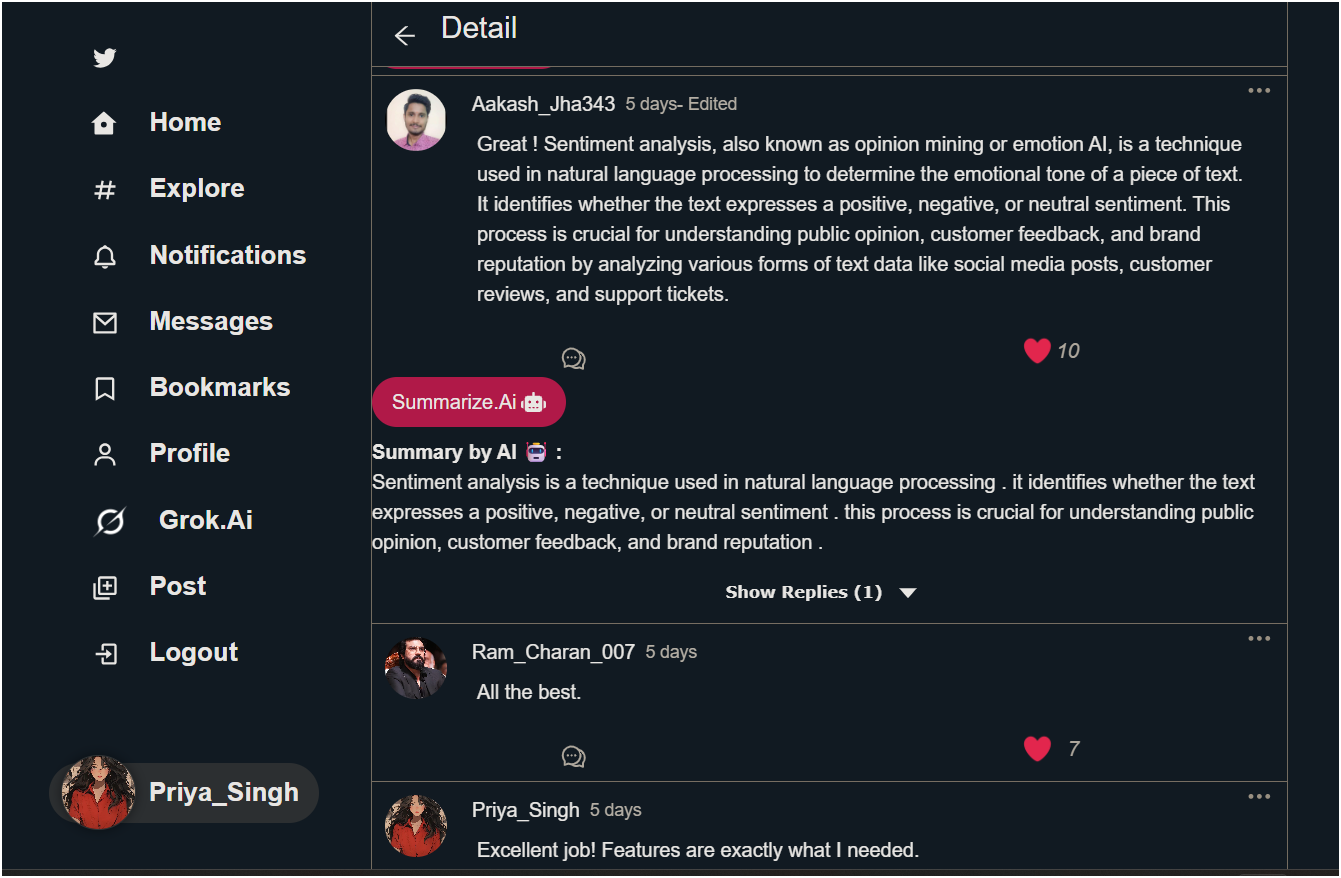 Detail
Home
Explore
Notifications
Messages
Bookmarks
Profile
Grok.Ai
Post
Logout
Priya_Singh
Aakash_Jha343 5 days- Edited
Great ! Sentiment analysis, also known as opinion mining or emotion AI, is a technique
used in natural language processing to determine the emotional tone of a piece of text.
It identifies whether the text expresses a positive, negative, or neutral sentiment. This
process is crucial for understanding public opinion, customer feedback, and brand
reputation by analyzing various forms of text data like social media posts, customer
reviews, and support tickets.
10
Summarize.Ai
Summary by AI :
Sentiment analysis is a technique used in natural language processing . it identifies whether the text
expresses a positive, negative, or neutral sentiment . this process is crucial for understanding public
opinion, customer feedback, and brand reputation .
Show Replies (1)
Ram_Charan_007 5 days
All the best.
7
Priya_Singh 5 days
Excellent job! Features are exactly what I needed.